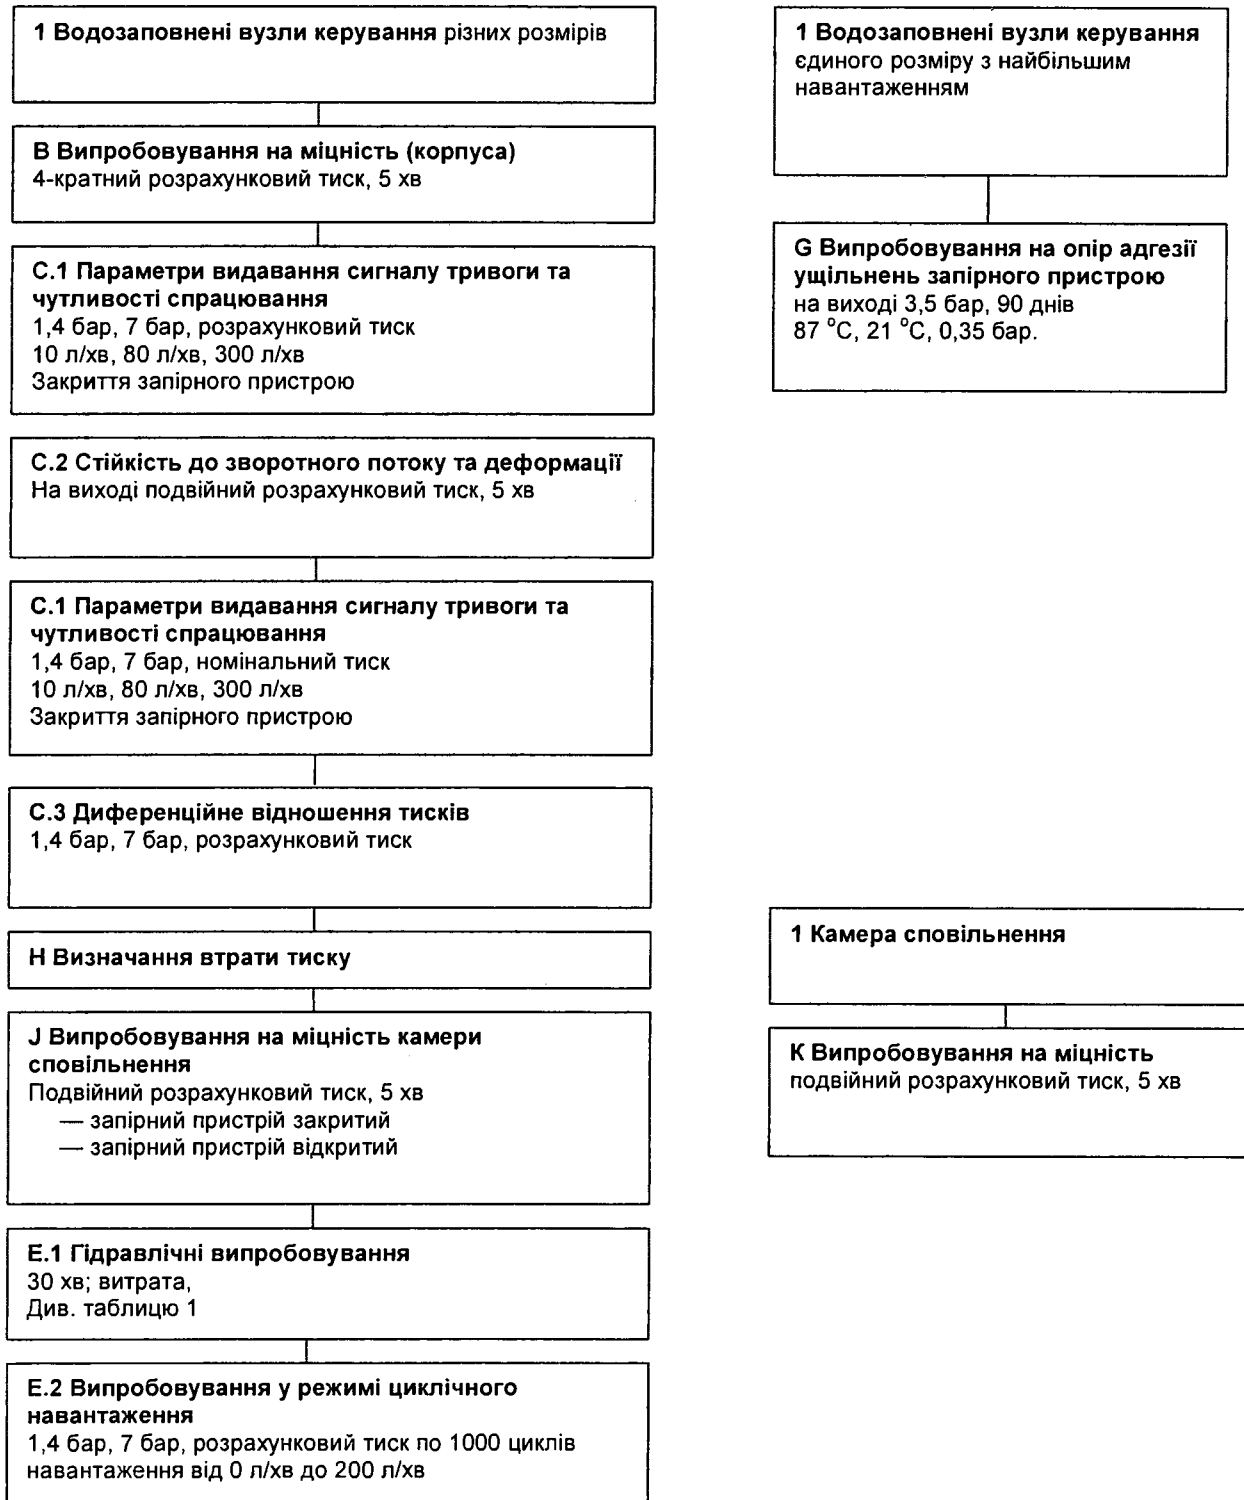 1 Водозаповнені вузли керування різних розмірів
В Випробовування на міцність (корпуса)
4-кратний розрахунковий тиск, 5 хв
С.1 Параметри видавання сигналу тривоги та
чутливості спрацювання
1,4 бар, 7 бар, розрахунковий тиск
10 л/хв, 80 л/хв, 300 л/хв
Закриття запірного пристрою
С.2 Стійкість до зворотного потоку та деформації
На виході подвійний розрахунковий тиск, 5 хв
С.1 Параметри видавання сигналу тривоги та
чутливості спрацювання
1,4 бар, 7 бар, номінальний тиск
10 л/хв, 80 л/хв, 300 л/хв
Закриття запірного пристрою
С.3 Диференційне відношення тисків
1,4 бар, 7 бар, розрахунковий тиск
Н Визначання втрати тиску
J Випробовування на міцність камери
сповільнення
Подвійний розрахунковий тиск, 5 хв
— запірний пристрій закритий
— запірний пристрій відкритий
Е.1 Гідравлічні випробовування
30 хв; витрата,
Див. таблицю 1
Е.2 Випробовування у режимі циклічного
навантаження
1,4 бар, 7 бар, розрахунковий тиск по 1000 циклів
навантаження від 0 л/хв до 200 л/хв
1 Водозаповнені вузли керування
єдиного розміру з найбільшим
навантаженням
G Випробовування на опір адгезії
ущільнень запірного пристрою
на виході 3,5 бар, 90 днів
87 °С, 21 °С, 0,35 бар.
1 Камера сповільнення
К Випробовування на міцність
подвійний розрахунковий тиск, 5 хв